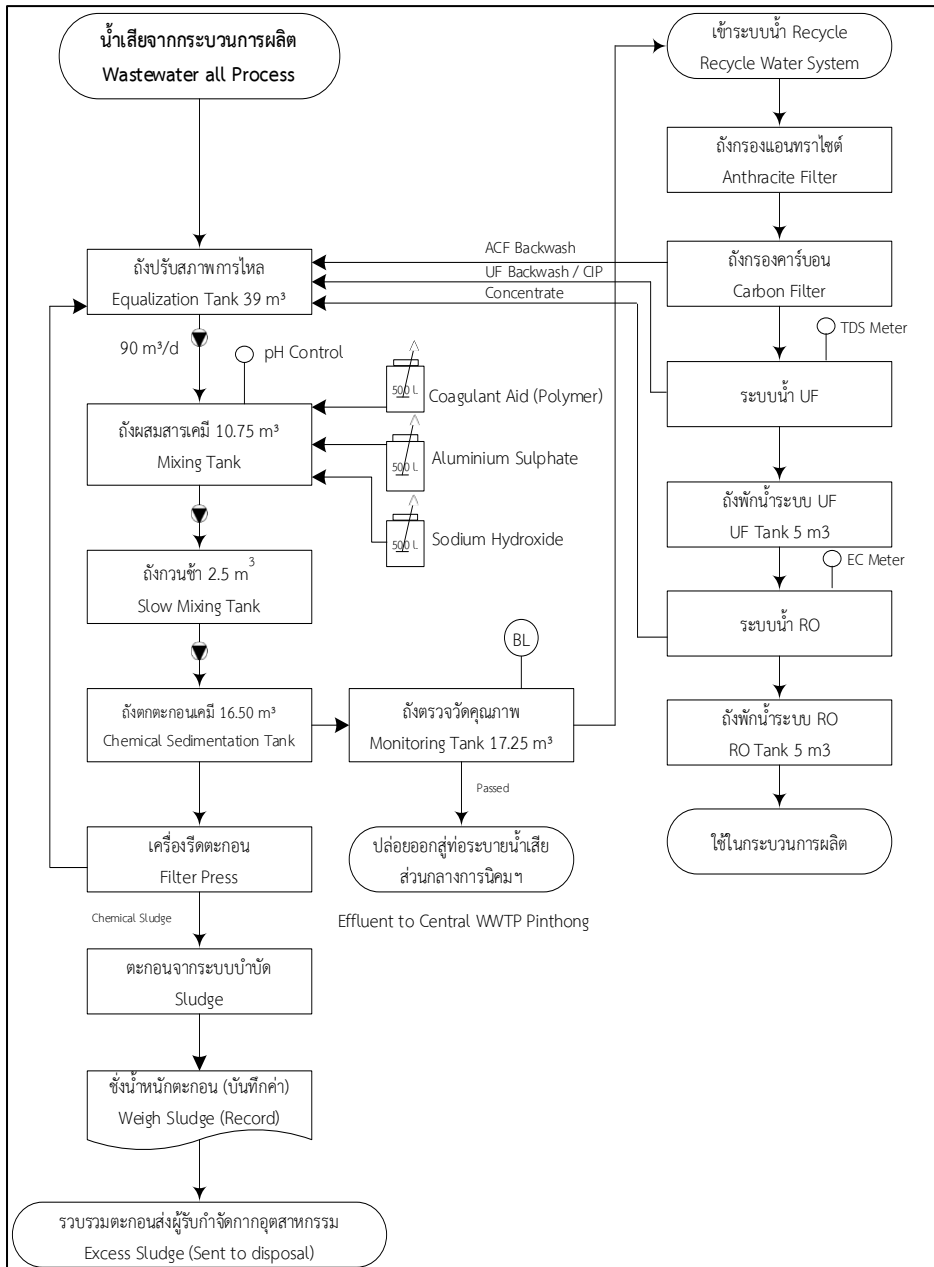 น้ำเสียจากกระบวนการผลิต
Wastewater all Process
เข้าระบบน้ำ Recycle
Recycle Water System
ถังกรองแอนทราไซต์
Anthracite Filter
ACF Backwash
UF Backwash / CIP
Concentrate
ถังปรับสภาพการไหล
Equalization Tank 39 m³
ถังกรองคาร์บอน
Carbon Filter
TDS Meter
90 m³/d
pH Control
ระบบน้ำ UF
500 L
Coagulant Aid (Polymer)
ถังผสมสารเคมี 10.75 m³
Mixing Tank
500 L
Aluminium Sulphate
500 L
Sodium Hydroxide
ถังพักน้ำระบบ UF
UF Tank 5 m3
EC Meter
ถังกวนช้า 2.5 m³
Slow Mixing Tank
ระบบน้ำ RO
BL
ถังตกตะกอนเคมี 16.50 m³
Chemical Sedimentation Tank
ถังตรวจวัดคุณภาพ
Monitoring Tank 17.25 m³
ถังพักน้ำระบบ RO
RO Tank 5 m3
Passed
เครื่องรีดตะกอน
Filter Press
ปล่อยออกสู่ท่อระบายน้ำเสีย
ส่วนกลางการนิคมฯ
ใช้ในกระบวนการผลิต
Chemical Sludge
Effluent to Central WWTP Pinthong
ตะกอนจากระบบบำบัด
Sludge
ชั่งน้ำหนักตะกอน (บันทึกค่า)
Weigh Sludge (Record)
รวบรวมตะกอนส่งผู้รับกำจัดกากอุตสาหกรรม
Excess Sludge (Sent to disposal)